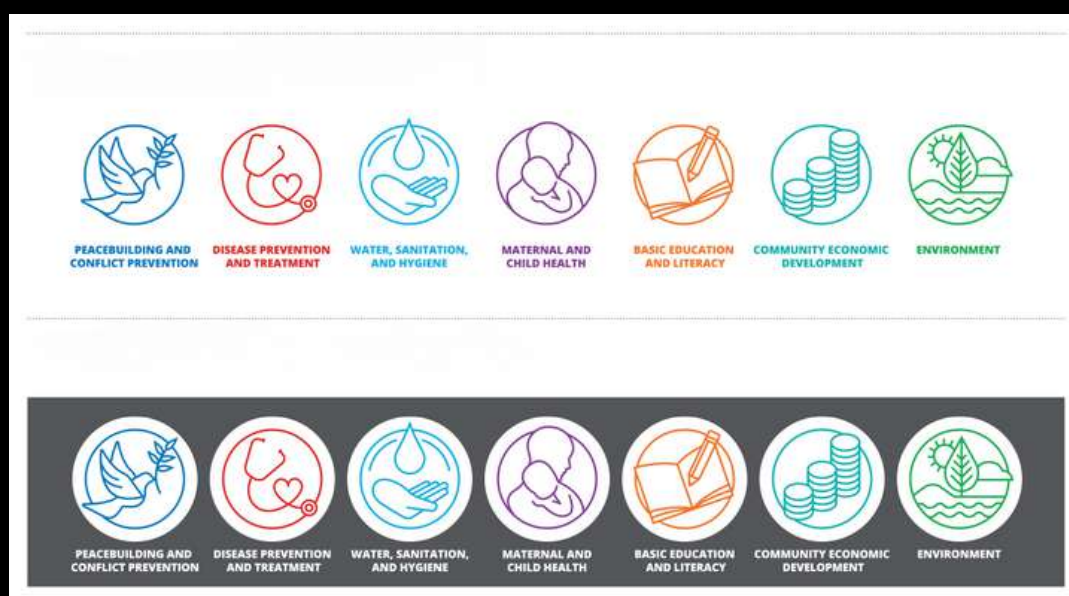 PEACEBUILDING AND
CONFLICT PREVENTION
DISEASE PREVENTION
AND TREATMENT
WATER, SANITATION,
AND HYGIENE
MATERNAL AND
CHILD HEALTH
BASIC EDUCATION
AND LITERACY
COMMUNITY ECONOMIC
DEVELOPMENT
ENVIRONMENT
PEACEBUILDING AND
CONFLICT PREVENTION
DISEASE PREVENTION
AND TREATMENT
WATER, SANITATION,
AND HYGIENE
MATERNAL AND
CHILD HEALTH
BASIC EDUCATION
AND LITERACY
COMMUNITY ECONOMIC
DEVELOPMENT
ENVIRONMENT